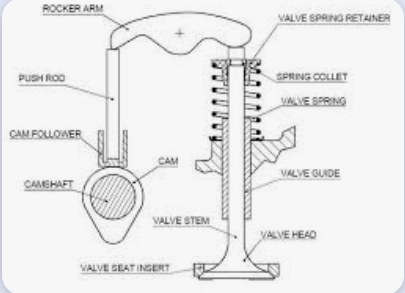 ROCKER ARM
VALVE SPRING RETAINER
PUSH ROD
SPRING COLLET
VALVE SPRING
CAM FOLLOWER
CAM
CAMSHAFT
VALVE GUIDE
VALVE STEM
VALVE HEAD
VALVE SEAT INSERT